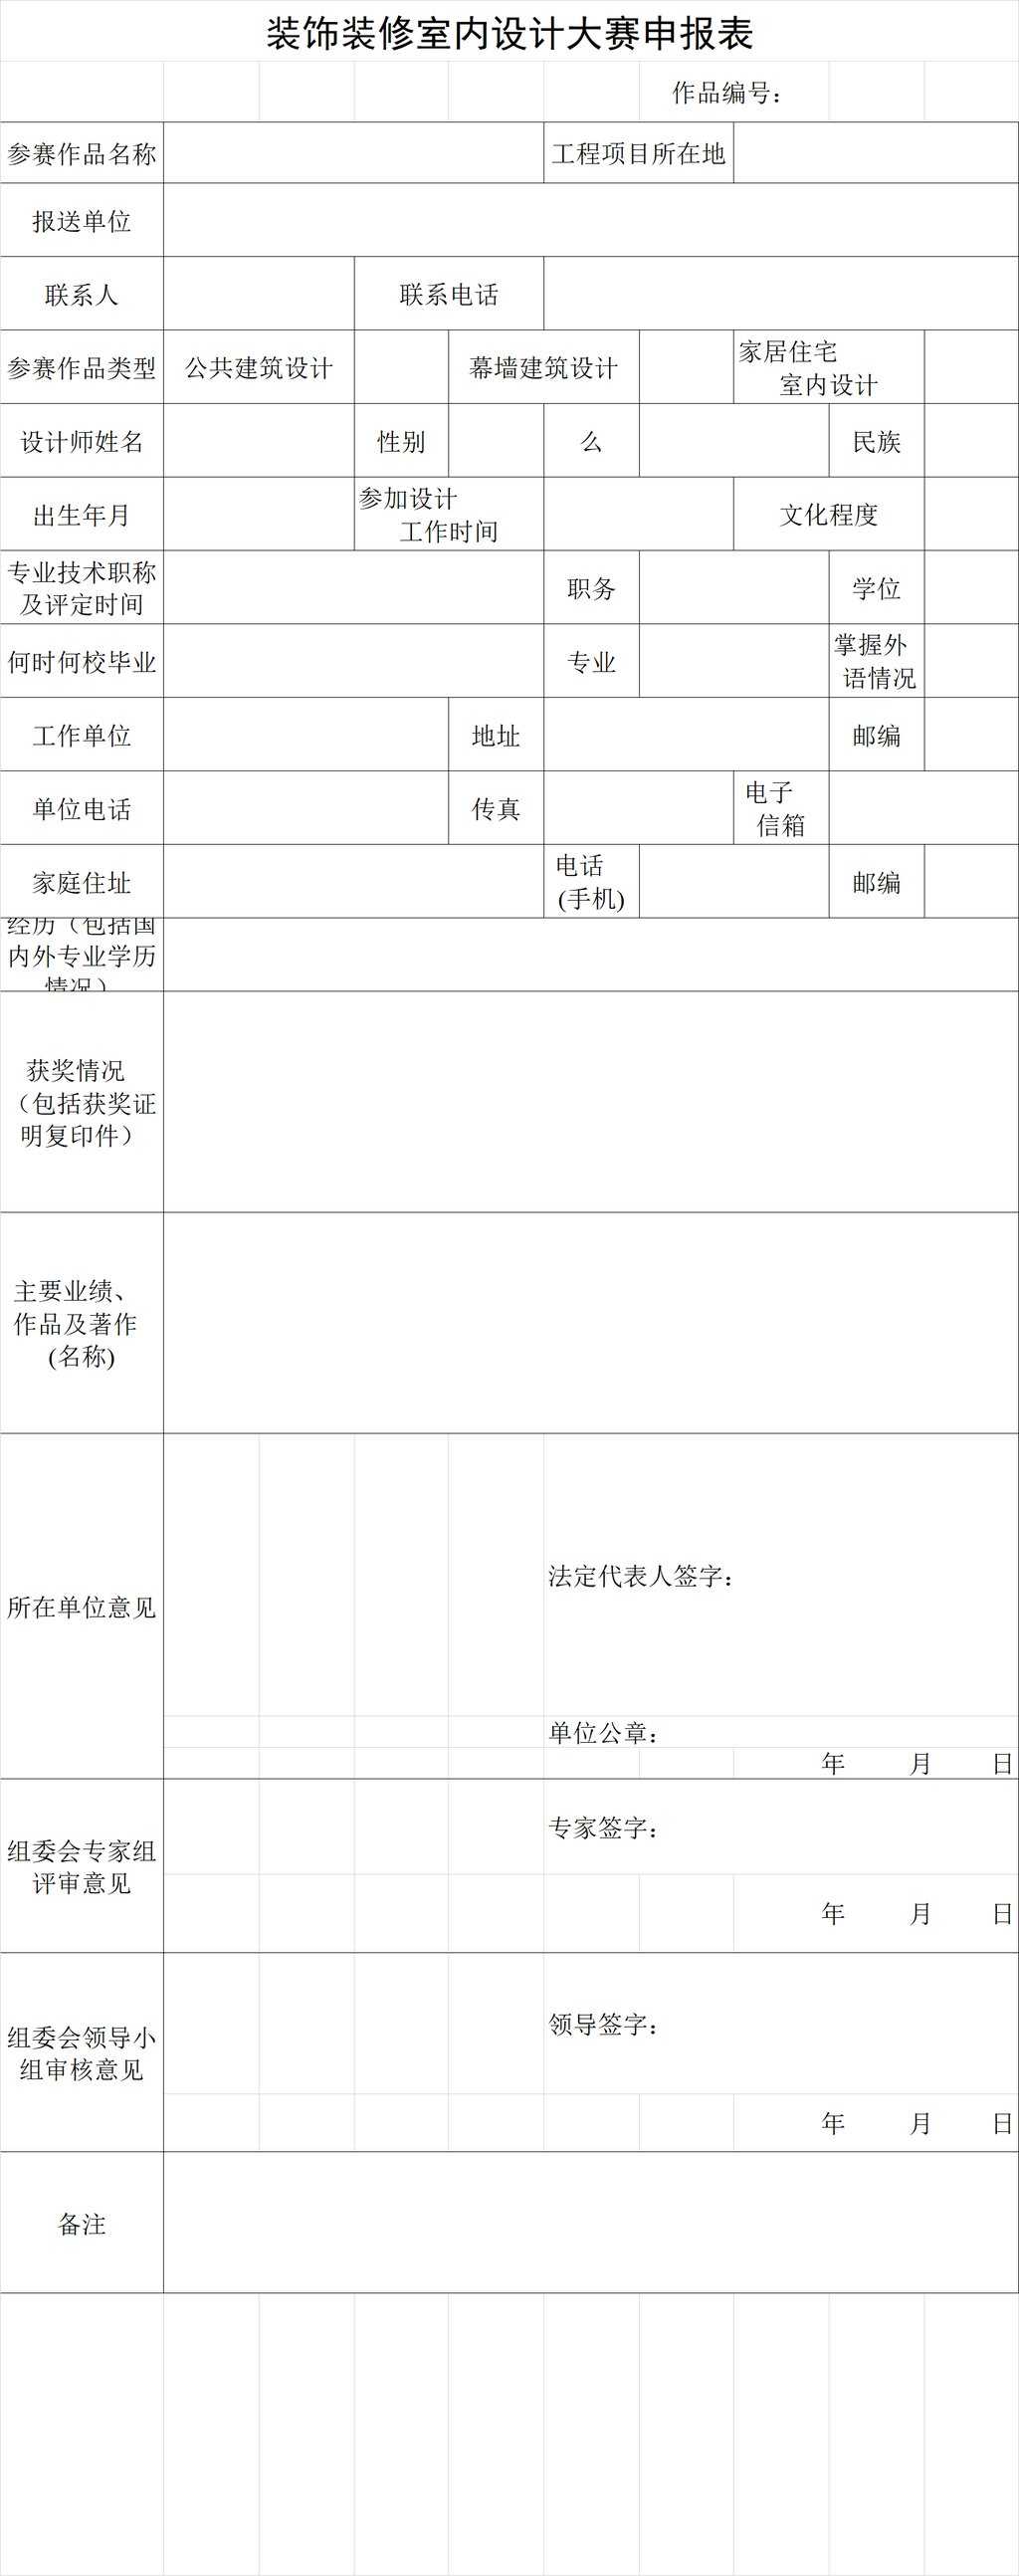 装饰装修室内设计大赛申报表
作品编号：
参赛作品名称 工程项目所在地
报送单位
联系人 联系电话
参赛作品类型 公共建筑设计 幕墙建筑设计 家居住宅
室内设计
设计师姓名 性别 么 民族
出生年月 参加设计
工作时间 文化程度
专业技术职称
及评定时间 职务 学位
何时何校毕业 专业 掌握外
语情况
工作单位 地址 邮编
单位电话 传真 电子
信箱
家庭住址 电话
(手机) 邮编
经历（包括国
内外专业学历
情况）
获奖情况
（包括获奖证
明复印件）
主要业绩、
作品及著作
(名称)
所在单位意见
法定代表人签字：
单位公章：
年 月 日
组委会专家组
评审意见
专家签字：
年 月 日
组委会领导小
组审核意见
领导签字：
年 月 日
备注